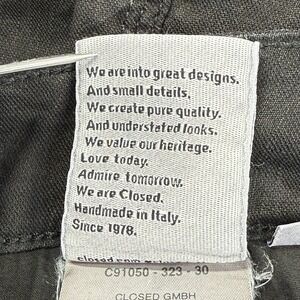 We are into great designs.
And small details.
We create pure quality.
And understated looks.
We value our heritage.
Love today.
Admire tomorrow.
We are Closed.
Handmade in Italy.
Since 1978.
closed
C91050 - 323 - 30
CLOSED GMBH